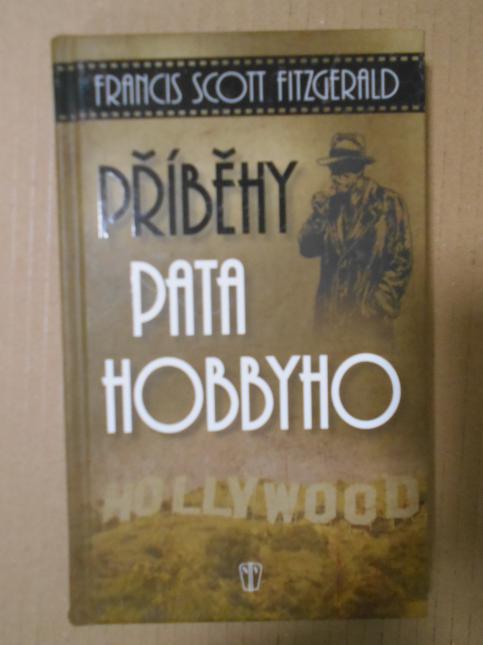 FRANCIS SCOTT FITZGERALD
PŘÍBĚHY
PATA
HOBBYHO
HOLLYWOOD